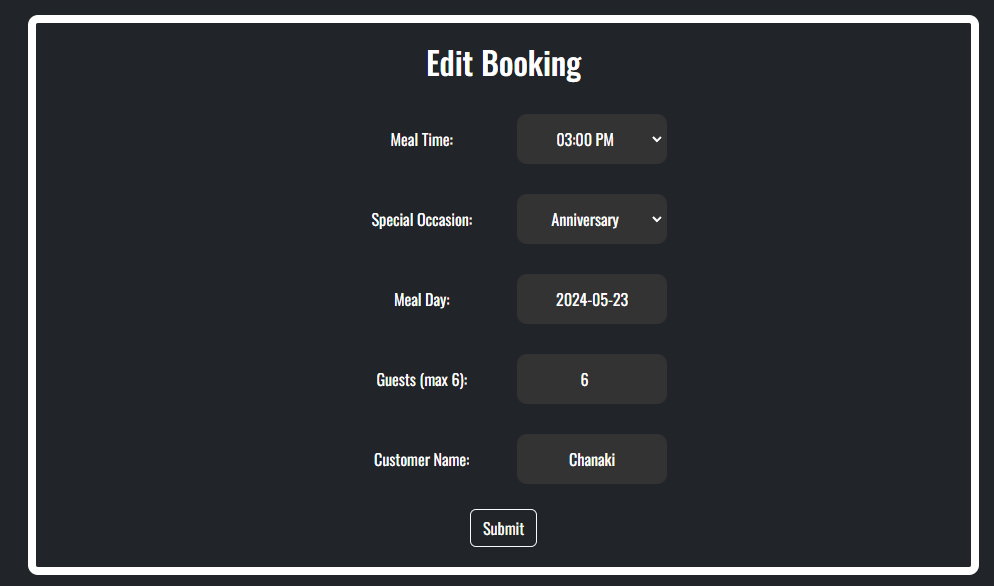 Edit Booking
Meal Time: 03:00 PM
Special Occasion: Anniversary
Meal Day: 2024-05-23
Guests (max 6): 6
Customer Name: Chanaki
Submit